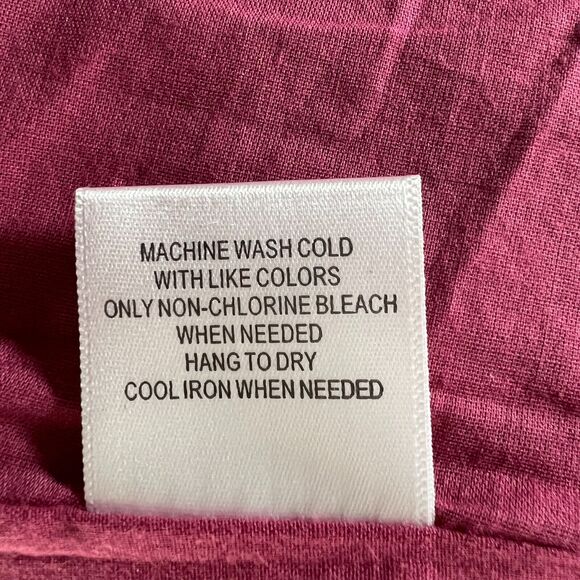 MACHINE WASH COLD
WITH LIKE COLORS
ONLY NON-CHLORINE BLEACH
WHEN NEEDED
HANG TO DRY
COOL IRON WHEN NEEDED